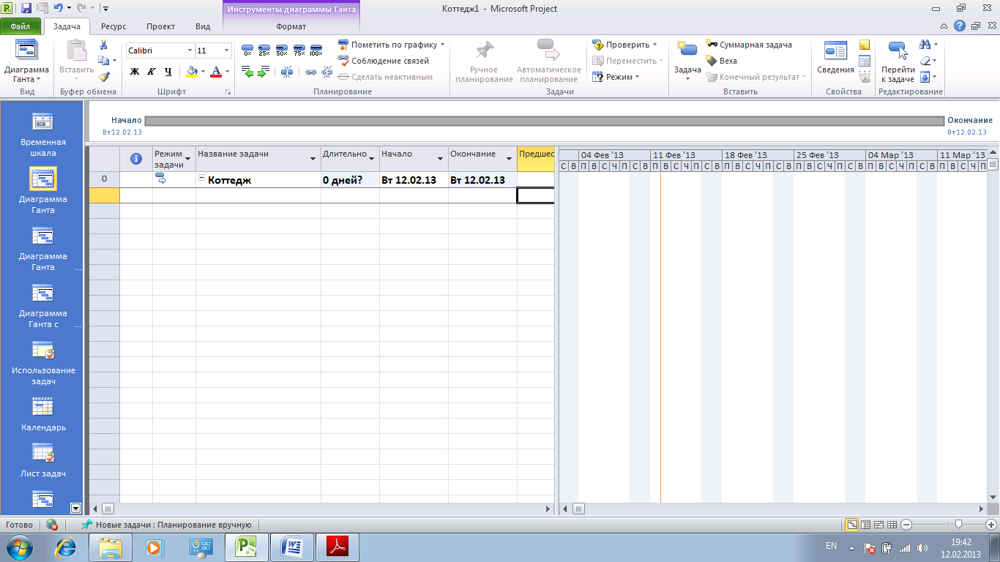 Инструменты диаграммы Ганта
Коттедж1 - Microsoft Project
Файл Задача Ресурс Проект Вид Формат
Диаграмма Ганта
Вид
Вставить
Буфер обмена
Calibri 11
Ж К Ч А
Шрифт
0% 25% 50% 75% 100%
Пометить по графику
Соблюдение связей
Сделать неактивным
Планирование
Ручное планирование
Автоматическое планирование
Проверить
Переместить
Режим
Задачи
Задача
Суммарная задача
Веха
Конечный результат
Вставить
Сведения
Свойства
Перейти к задаче
Редактирование
Начало
Вт12.02.13
Окончание
Вт12.02.13
Временная шкала
Диаграмма Ганта
Диаграмма Ганта ...
Диаграмма Ганта с ...
Использование задач
Календарь
Лист задач
Режим задачи Название задачи Длительно Начало Окончание Предшес
0 Коттедж 0 дней? Вт 12.02.13 Вт 12.02.13
04 Фев '13 11 Фев '13 18 Фев '13 25 Фев '13 04 Мар '13 11 Мар '13
С В П В С Ч П С В П В С Ч П С В П В С Ч П С В П В С Ч П С В П В С Ч П С В П В С Ч П
Готово
Новые задачи : Планирование вручную
EN
19:42
12.02.2013